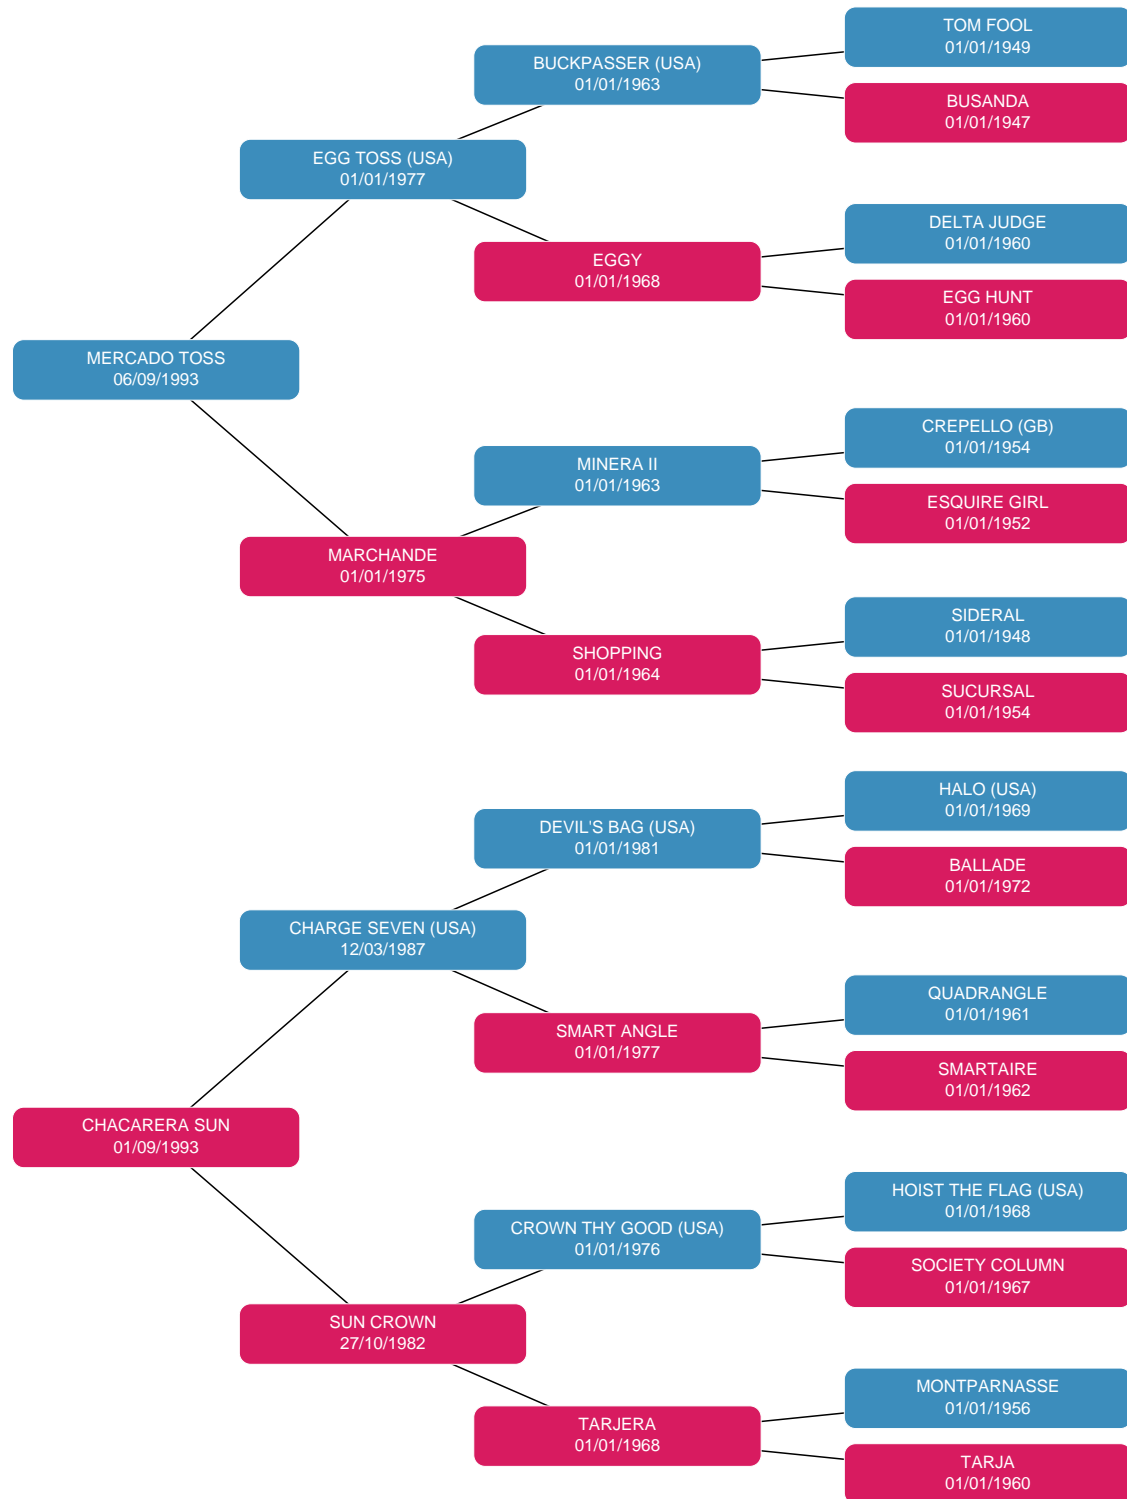 TOM FOOL
01/01/1949
BUCKPASSER (USA)
01/01/1963
BUSANDA
01/01/1947
EGG TOSS (USA)
01/01/1977
DELTA JUDGE
01/01/1960
EGGY
01/01/1968
EGG HUNT
01/01/1960
MERCADO TOSS
06/09/1993
CREPELLO (GB)
01/01/1954
MINERA II
01/01/1963
ESQUIRE GIRL
01/01/1952
MARCHANDE
01/01/1975
SIDERAL
01/01/1948
SHOPPING
01/01/1964
SUCURSAL
01/01/1954
HALO (USA)
01/01/1969
DEVIL'S BAG (USA)
01/01/1981
BALLADE
01/01/1972
CHARGE SEVEN (USA)
12/03/1987
QUADRANGLE
01/01/1961
SMART ANGLE
01/01/1977
SMARTAIRE
01/01/1962
CHACARERA SUN
01/09/1993
HOIST THE FLAG (USA)
01/01/1968
CROWN THY GOOD (USA)
01/01/1976
SOCIETY COLUMN
01/01/1967
SUN CROWN
27/10/1982
MONTPARNASSE
01/01/1956
TARJERA
01/01/1968
TARJA
01/01/1960